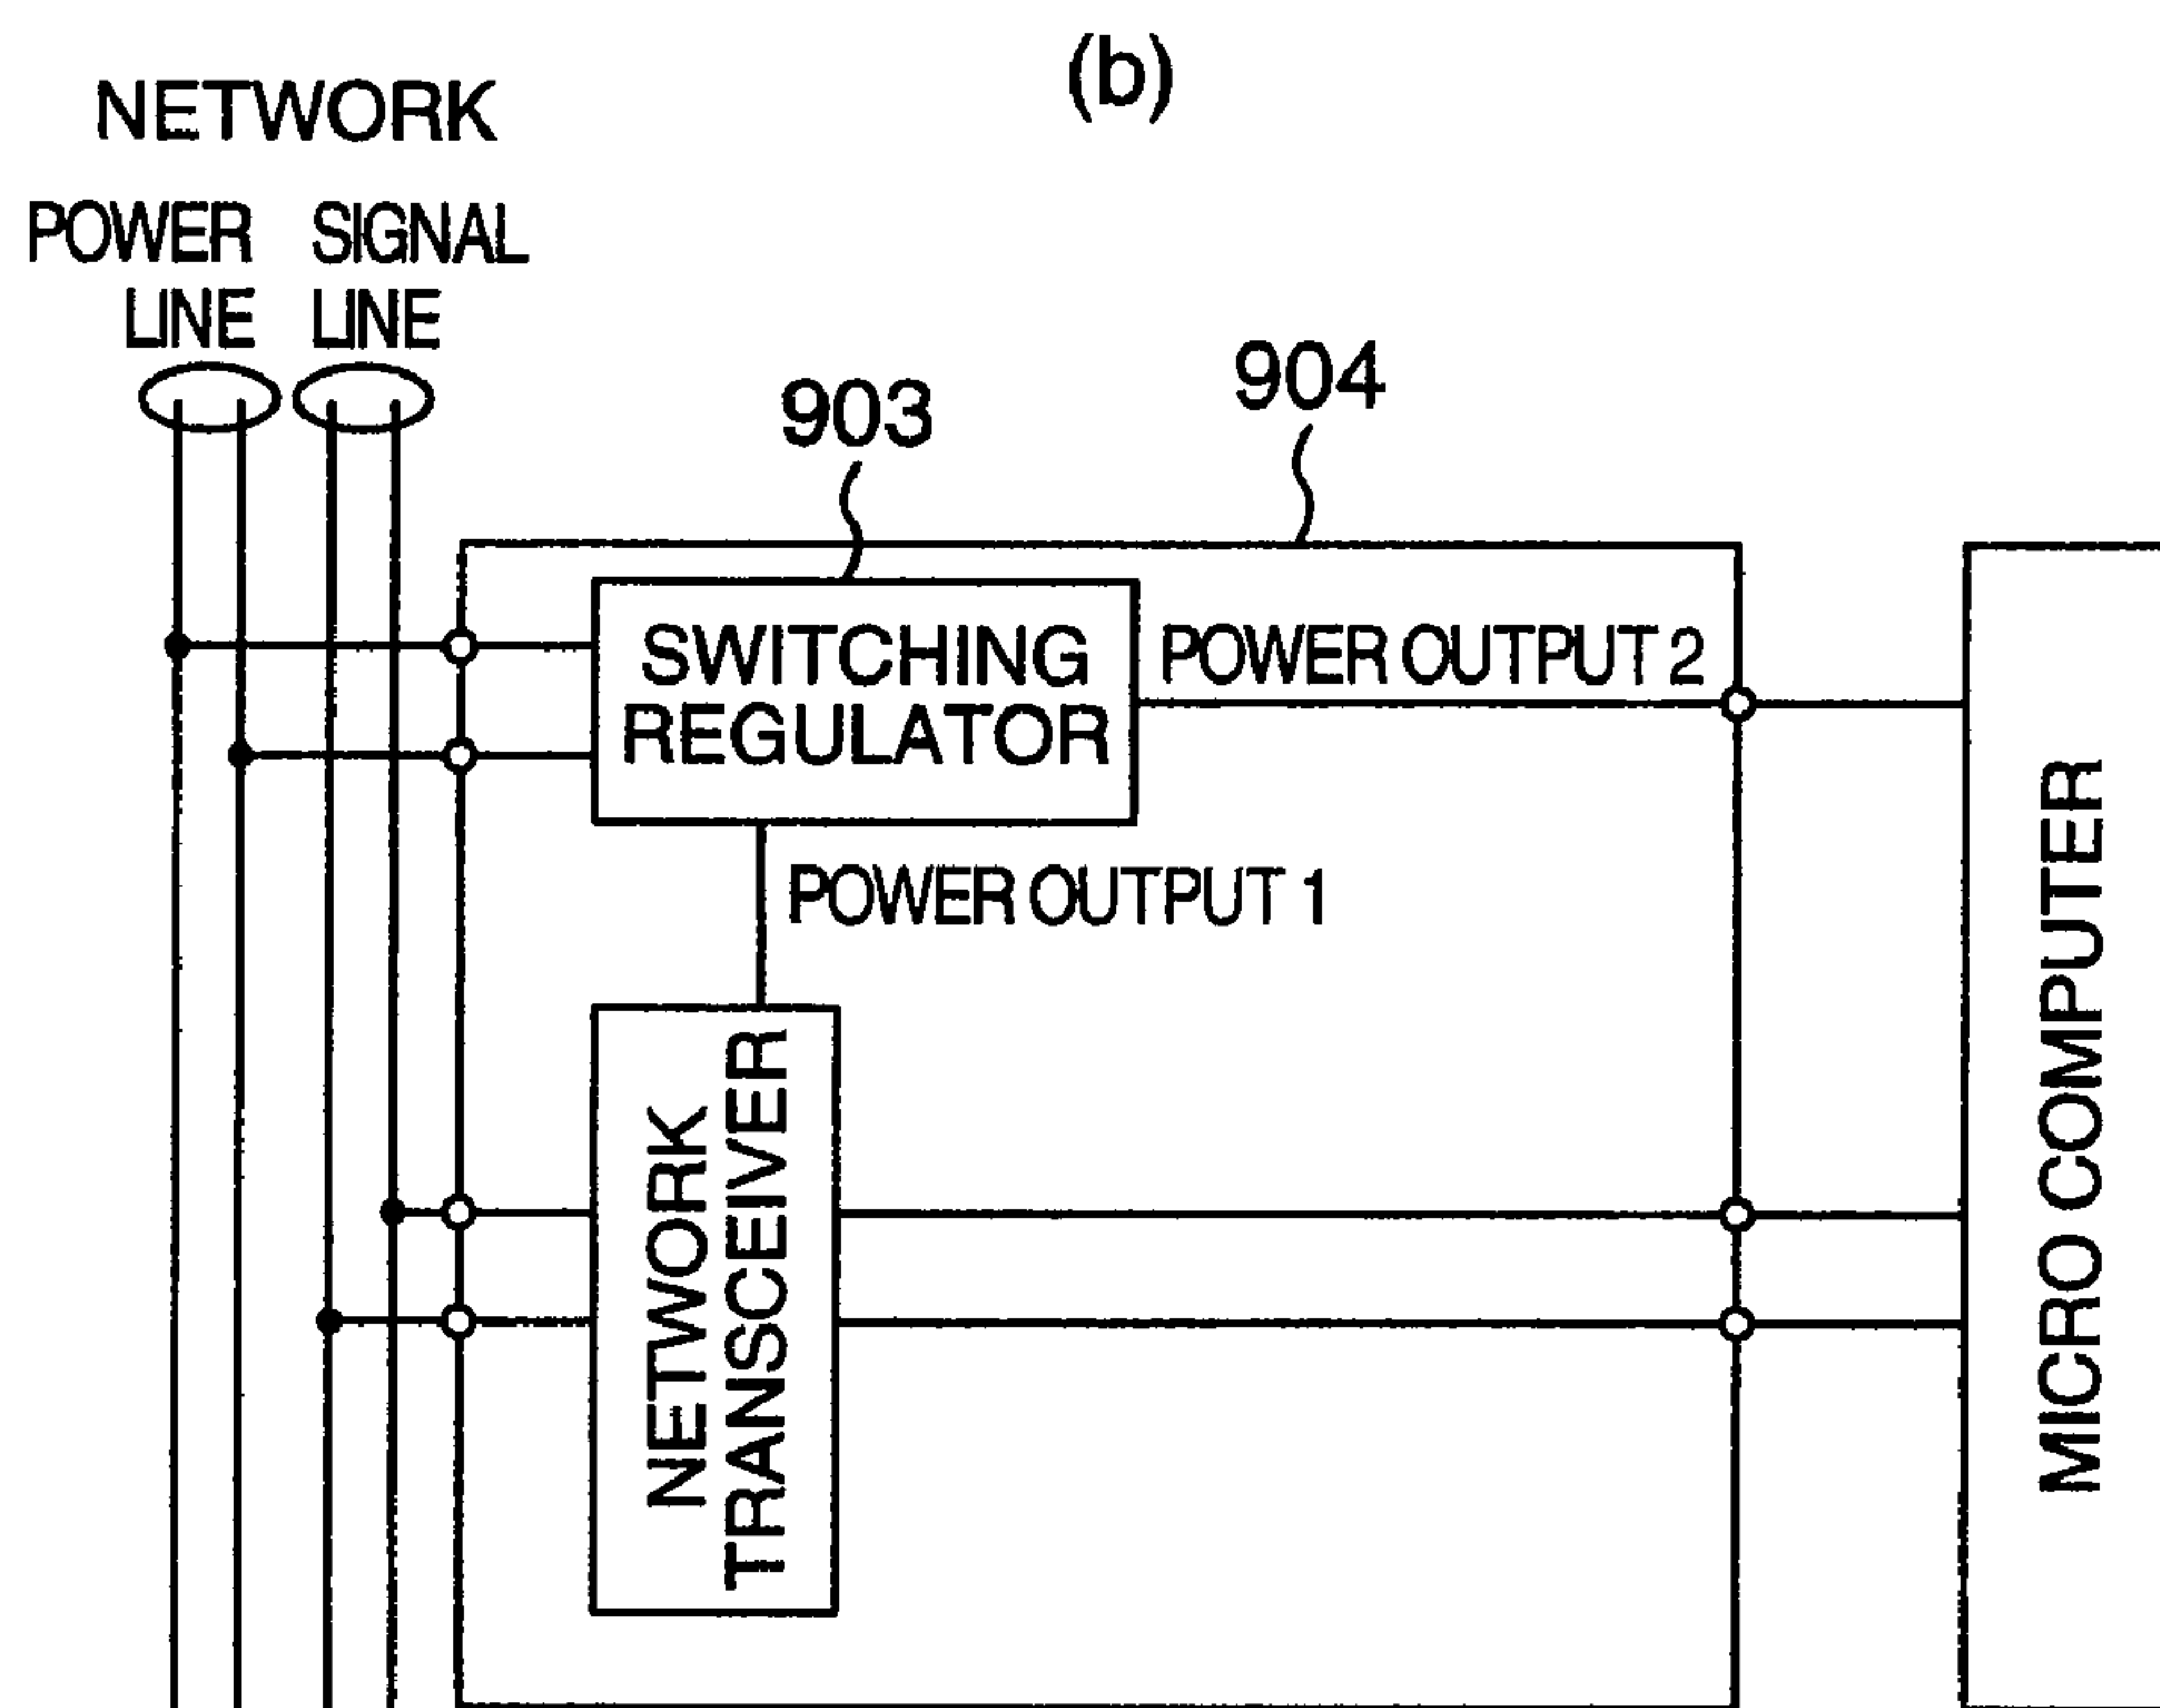 (b)
NETWORK
POWER LINE
SIGNAL LINE
903
904
SWITCHING
REGULATOR
POWER OUTPUT 2
POWER OUTPUT 1
NETWORK
TRANSCEIVER
MICRO COMPUTER